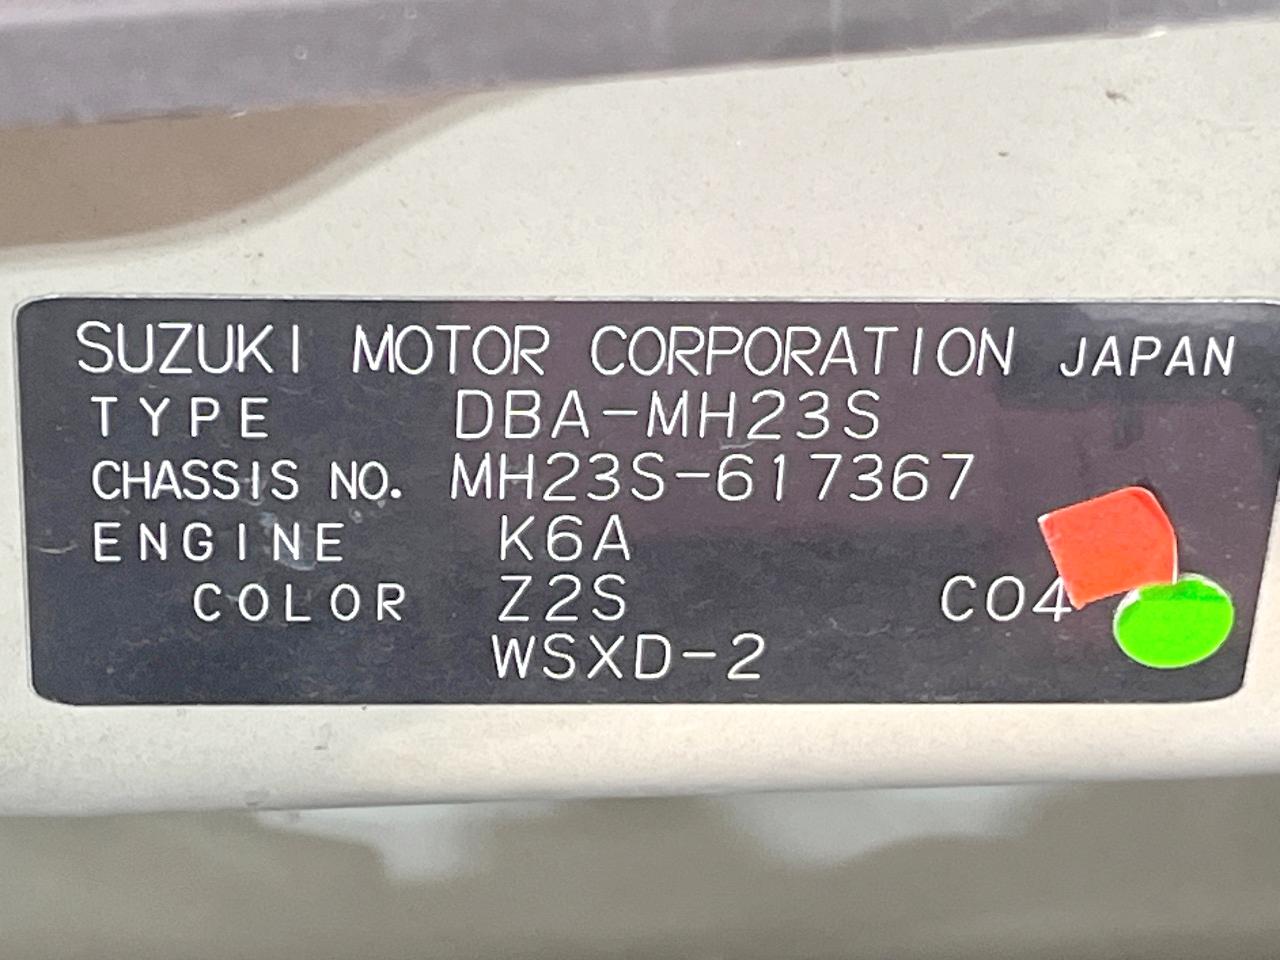 SUZUKI MOTOR CORPORATION JAPAN
TYPE DBA-MH23S
CHASSIS NO. MH23S-617367
ENGINE K6A
COLOR Z2S C04
WSXD-2